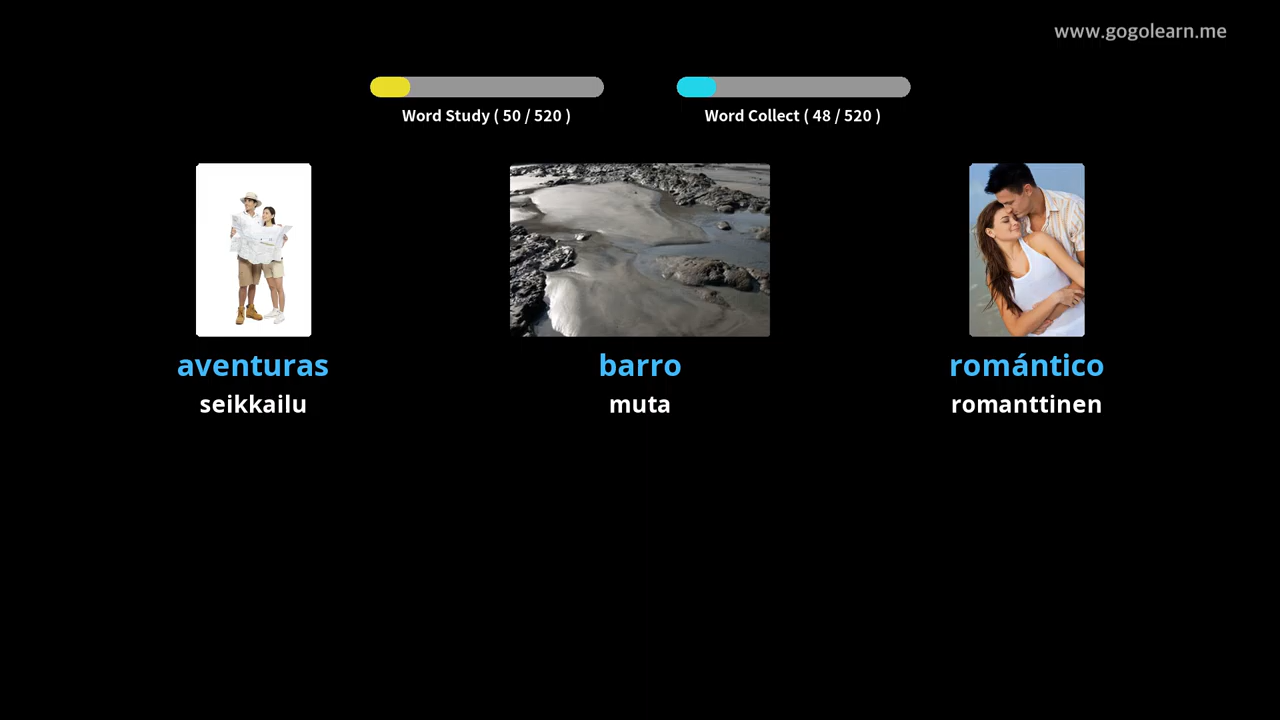 www.gogolearn.me
Word Study ( 50 / 520 )
Word Collect ( 48 / 520 )
aventuras
barro
romántico
seikkailu
muta
romanttinen